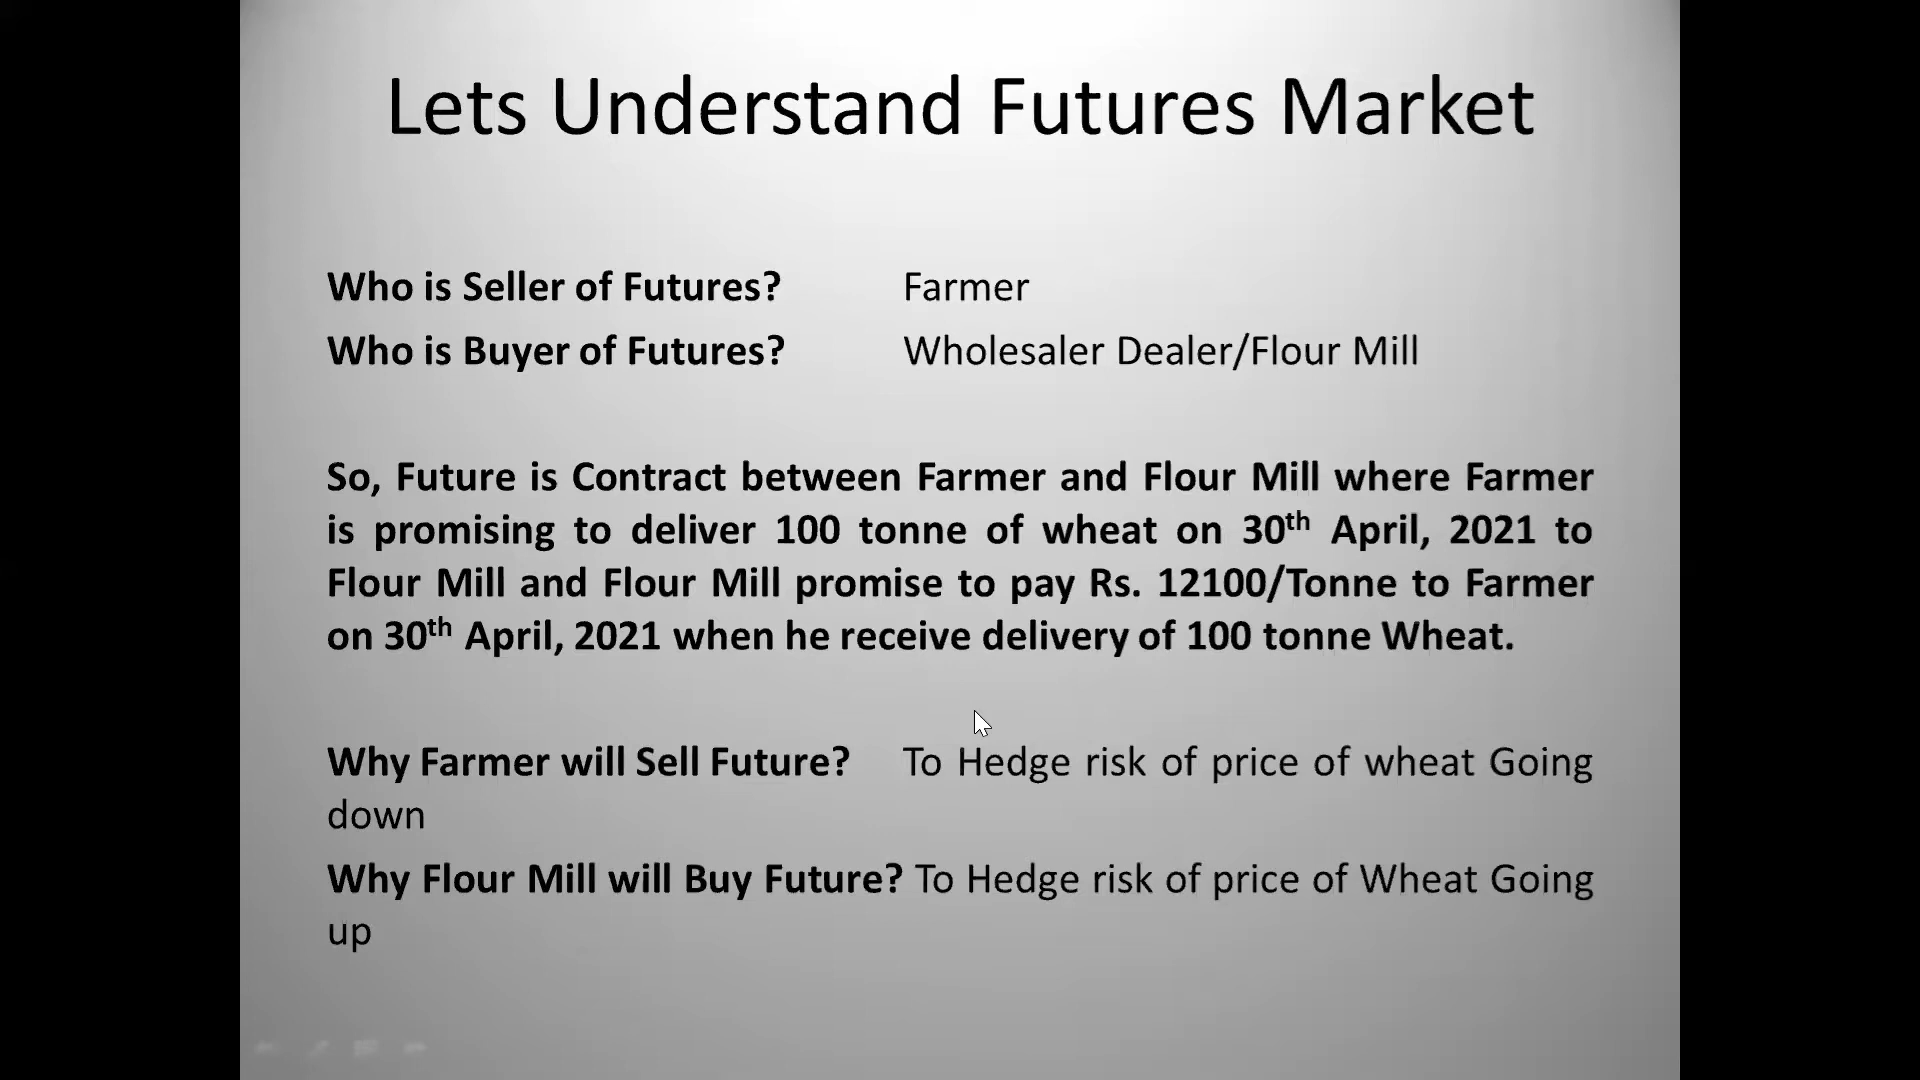 Lets Understand Futures Market
Who is Seller of Futures? Farmer
Who is Buyer of Futures? Wholesaler Dealer/Flour Mill
So, Future is Contract between Farmer and Flour Mill where Farmer
is promising to deliver 100 tonne of wheat on 30th April, 2021 to
Flour Mill and Flour Mill promise to pay Rs. 12100/Tonne to Farmer
on 30th April, 2021 when he receive delivery of 100 tonne Wheat.
Why Farmer will Sell Future? To Hedge risk of price of wheat Going
down
Why Flour Mill will Buy Future? To Hedge risk of price of Wheat Going
up